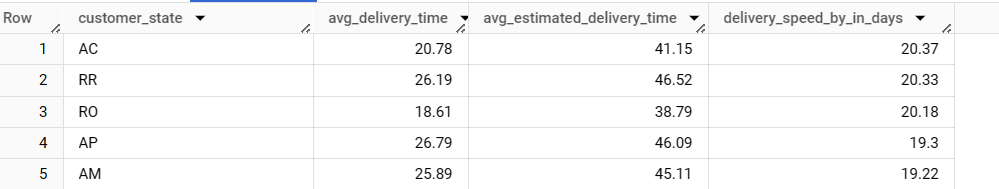 Row customer_state avg_delivery_time avg_estimated_delivery_time delivery_speed_by_in_days
1 AC 20.78 41.15 20.37
2 RR 26.19 46.52 20.33
3 RO 18.61 38.79 20.18
4 AP 26.79 46.09 19.3
5 AM 25.89 45.11 19.22